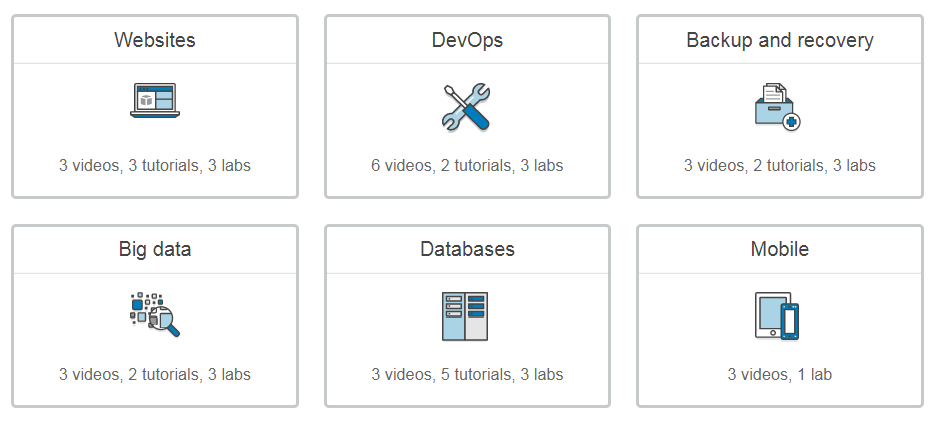 Websites
3 videos, 3 tutorials, 3 labs
DevOps
6 videos, 2 tutorials, 3 labs
Backup and recovery
3 videos, 2 tutorials, 3 labs
Big data
3 videos, 2 tutorials, 3 labs
Databases
3 videos, 5 tutorials, 3 labs
Mobile
3 videos, 1 lab